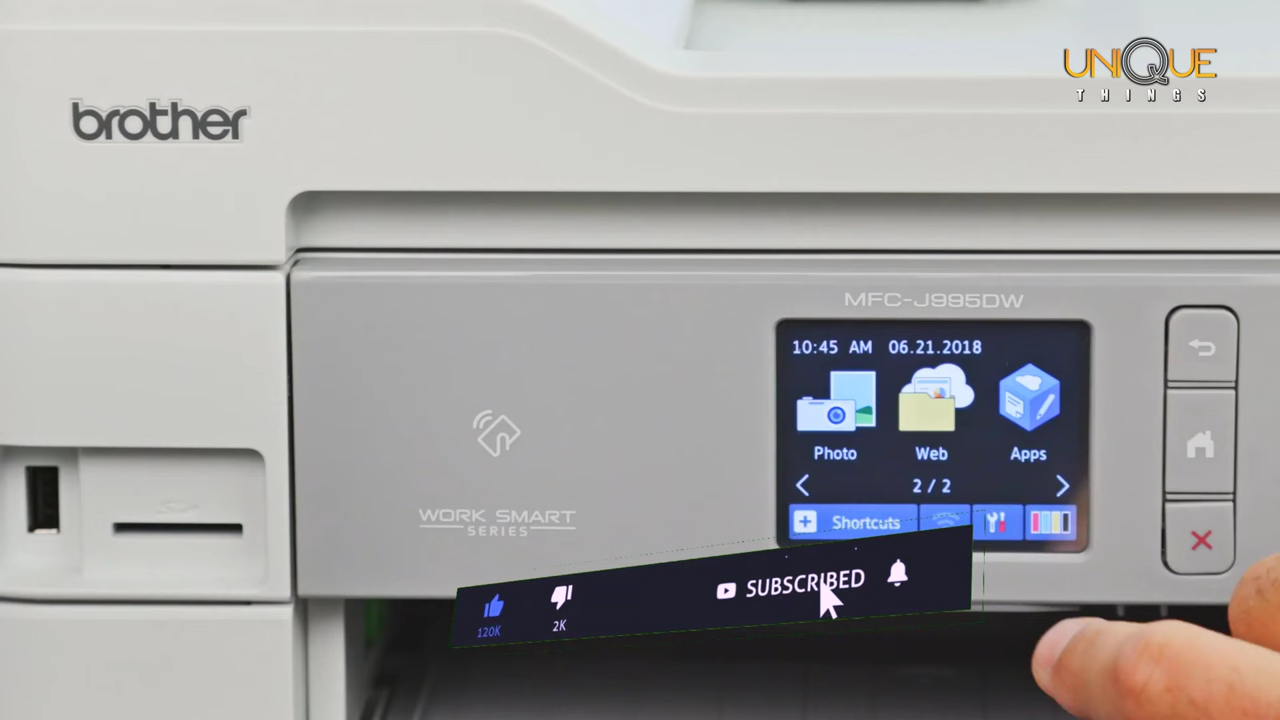 UNIQUE
THINGS
brother
MFC-J995DW
10:45 AM 06.21.2018
Photo Web Apps
2 / 2
Shortcuts
WORK SMART
SERIES
SUBSCRIBED
120K 2K